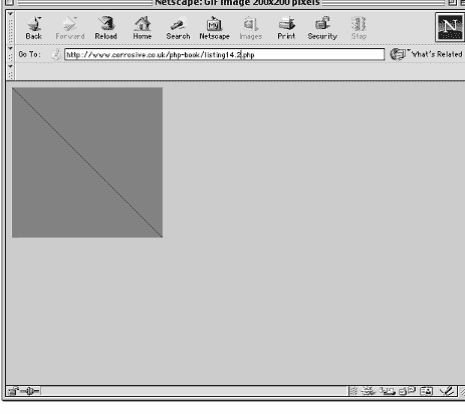 Netscape: GIF image 200x200 pixels
Back Forward Reload Home Search Netscape Images Print Security Stop
N
Go To: http://www.corrosive.co.uk/php-book/listing14.2.php What's Related